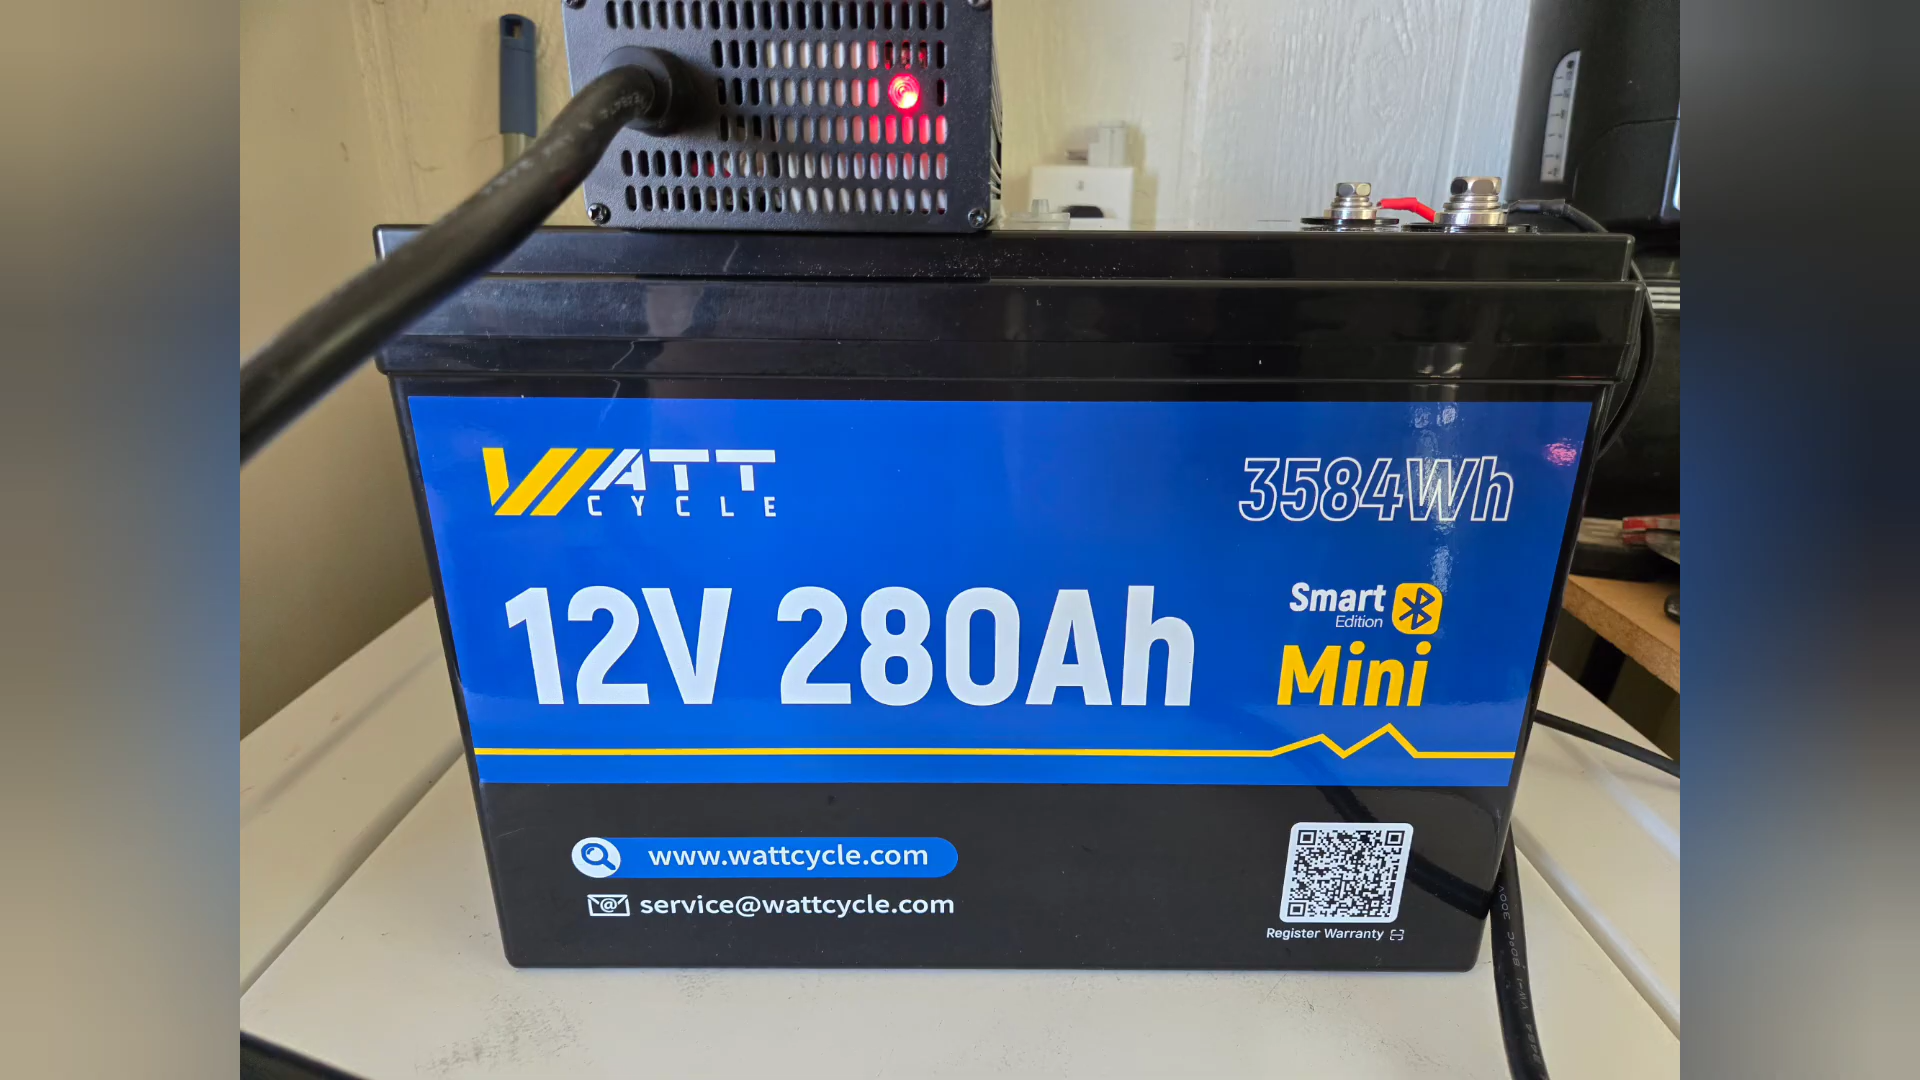 WATT
CYCLE
3584Wh
12V 280Ah
Smart
Edition
Mini
www.wattcycle.com
service@wattcycle.com
Register Warranty